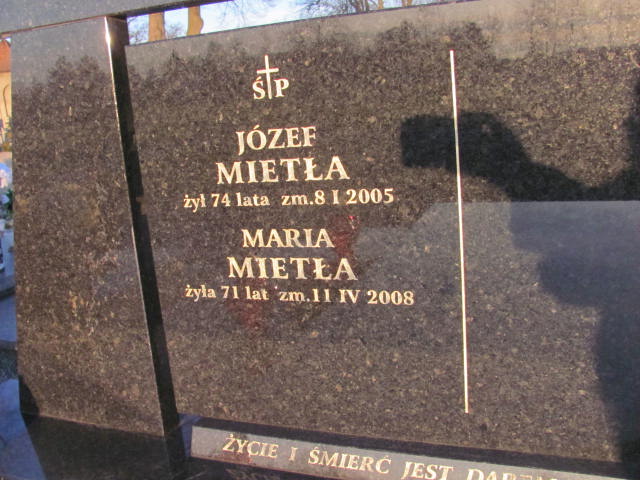 Ś P
JÓZEF
MIETŁA
żył 74 lata zm. 8 I 2005
MARIA
MIETŁA
żyła 71 lat zm. 11 IV 2008
ŻYCIE I ŚMIERĆ JEST